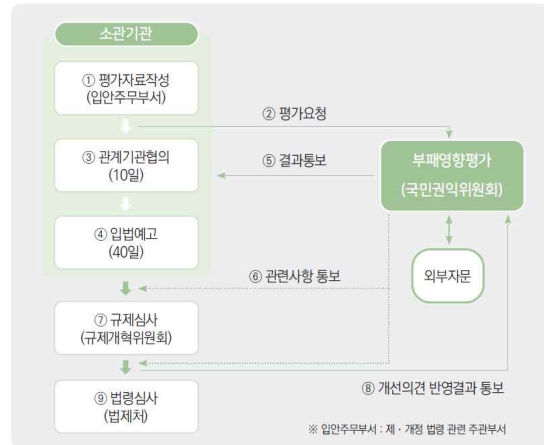 소관기관
① 평가자료작성
(입안주무부서)
② 평가요청
③ 관계기관협의
(10일)
⑤ 결과통보
부패영향평가
(국민권익위원회)
④ 입법예고
(40일)
외부자문
⑥ 관련사항 통보
⑦ 규제심사
(규제개혁위원회)
⑧ 개선의견 반영결과 통보
⑨ 법령심사
(법제처)
※ 입안주무부서 : 제・개정 법령 관련 주관부서